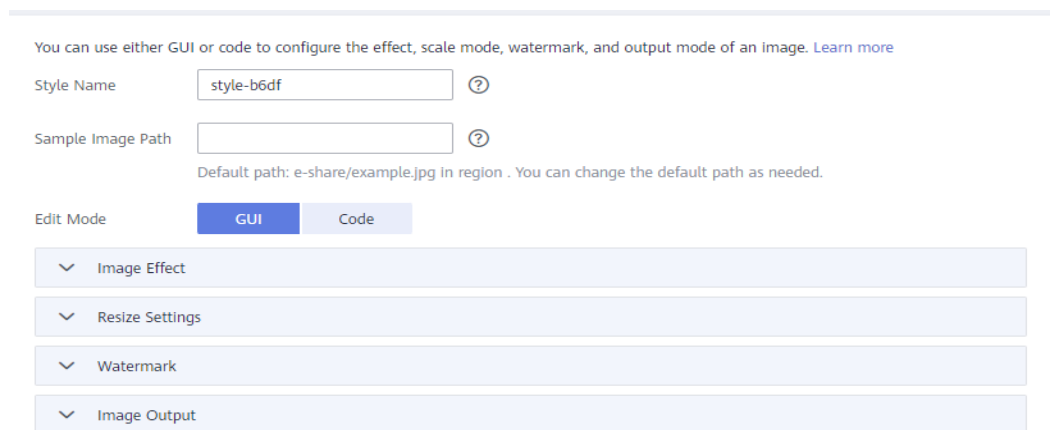 You can use either GUI or code to configure the effect, scale mode, watermark, and output mode of an image. Learn more
Style Name style-b6df ?
Sample Image Path ?
Default path: e-share/example.jpg in region . You can change the default path as needed.
Edit Mode GUI Code
Image Effect
Resize Settings
Watermark
Image Output